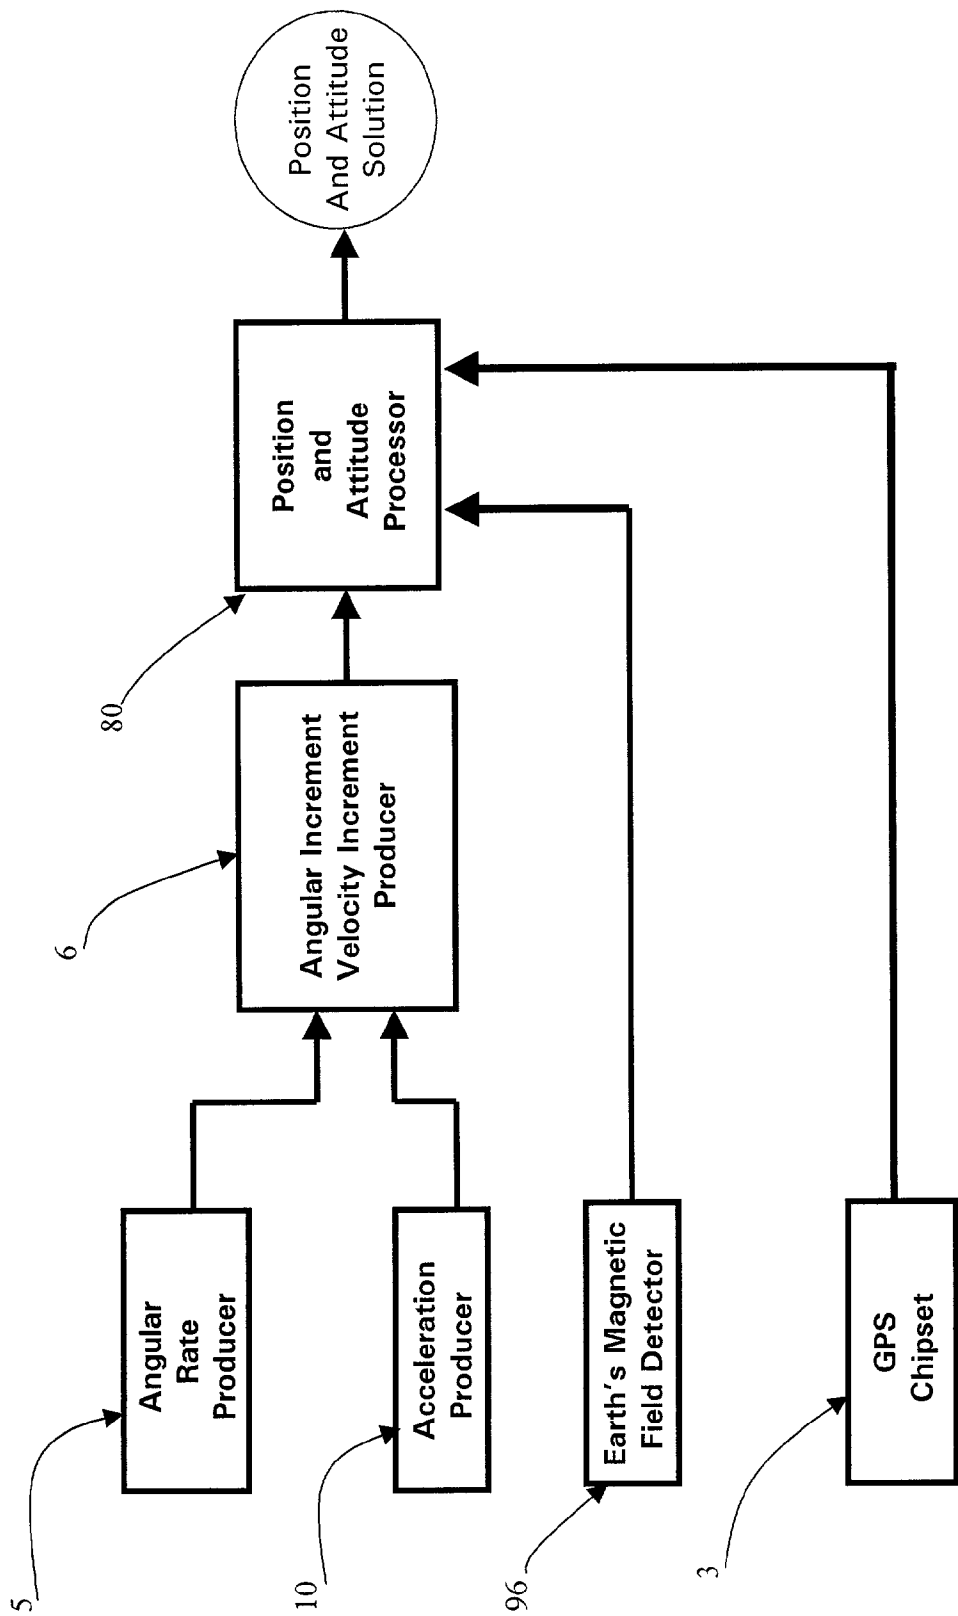 5
Angular
Rate
Producer
10
Acceleration
Producer
96
Earth's Magnetic
Field Detector
3
GPS
Chipset
6
Angular Increment
Velocity Increment
Producer
80
Position
and
Attitude
Processor
Position
And Attitude
Solution